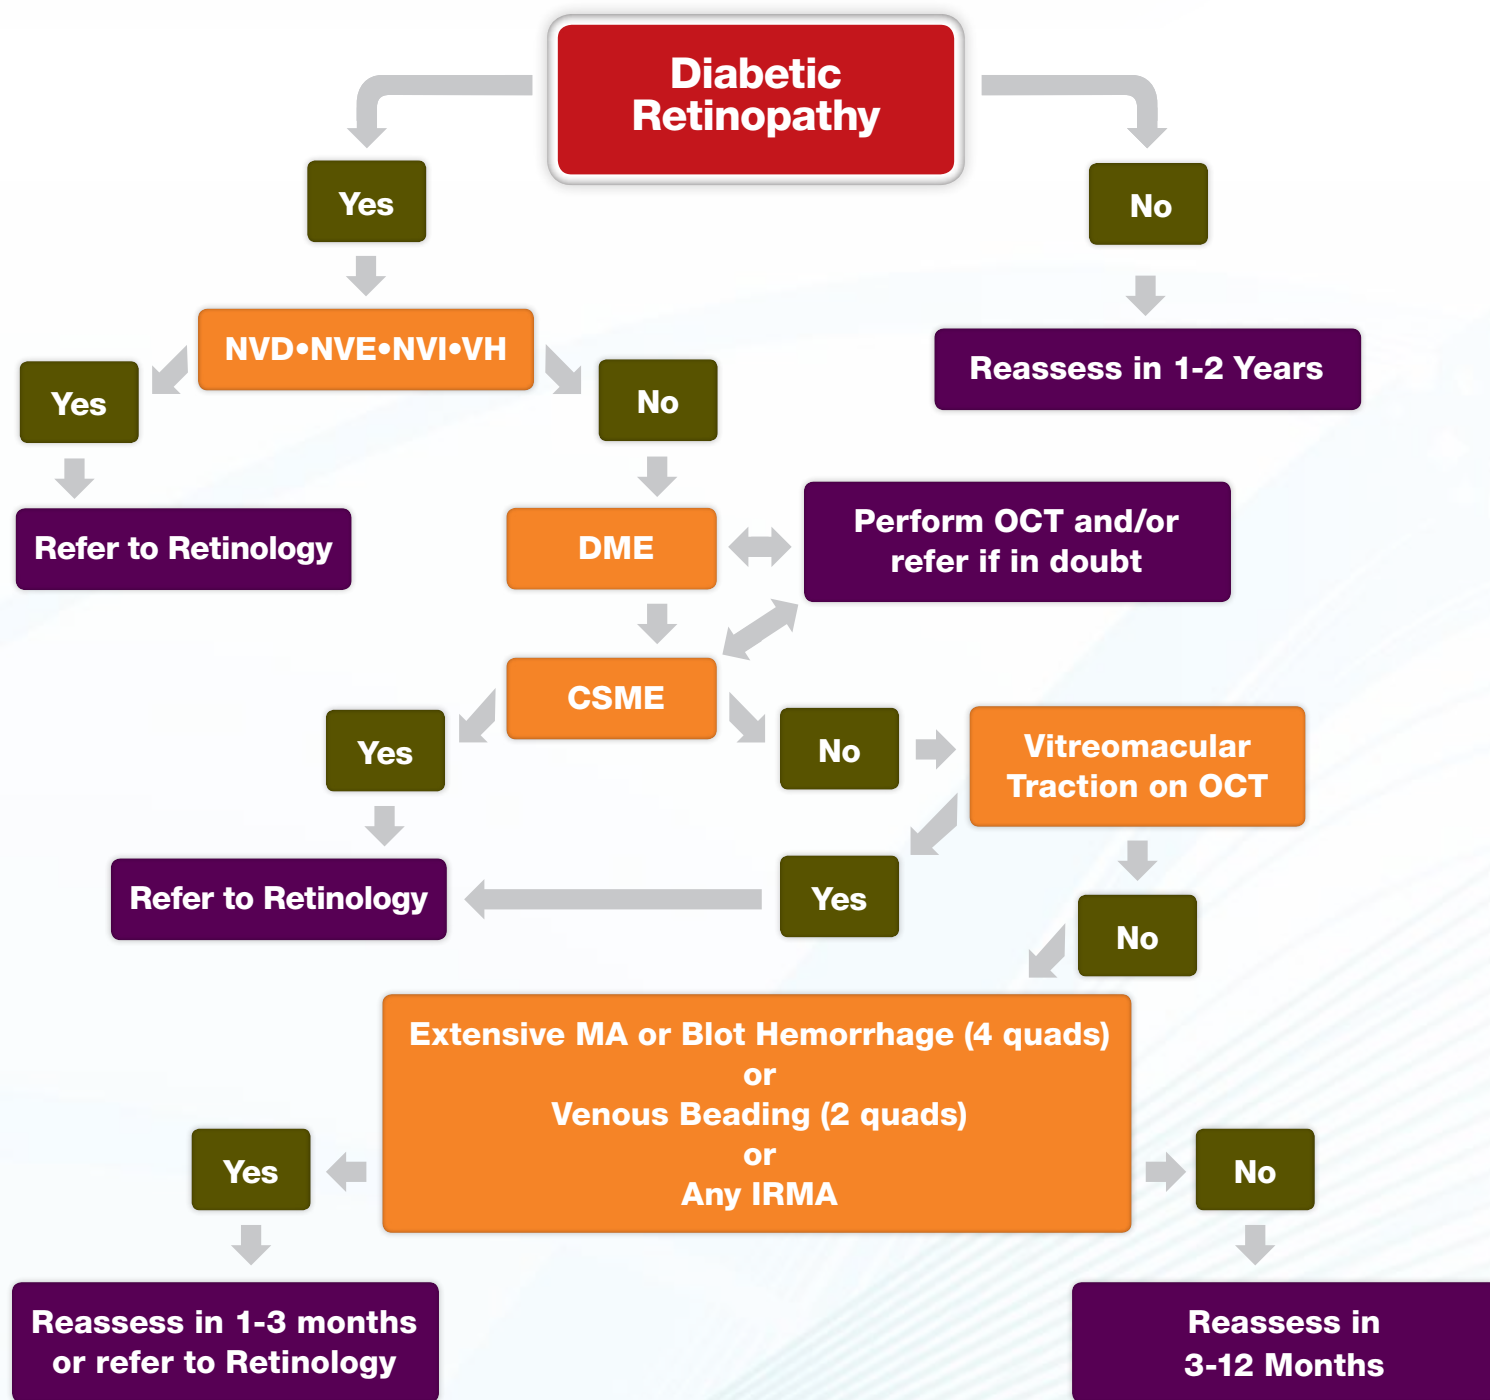 Diabetic
Retinopathy
Yes
No
NVD•NVE•NVI•VH
Reassess in 1-2 Years
Yes
No
Refer to Retinology
DME
Perform OCT and/or
refer if in doubt
CSME
Yes
No
Vitreomacular
Traction on OCT
Refer to Retinology
Yes
No
Extensive MA or Blot Hemorrhage (4 quads)
or
Venous Beading (2 quads)
or
Any IRMA
Yes
No
Reassess in 1-3 months
or refer to Retinology
Reassess in
3-12 Months